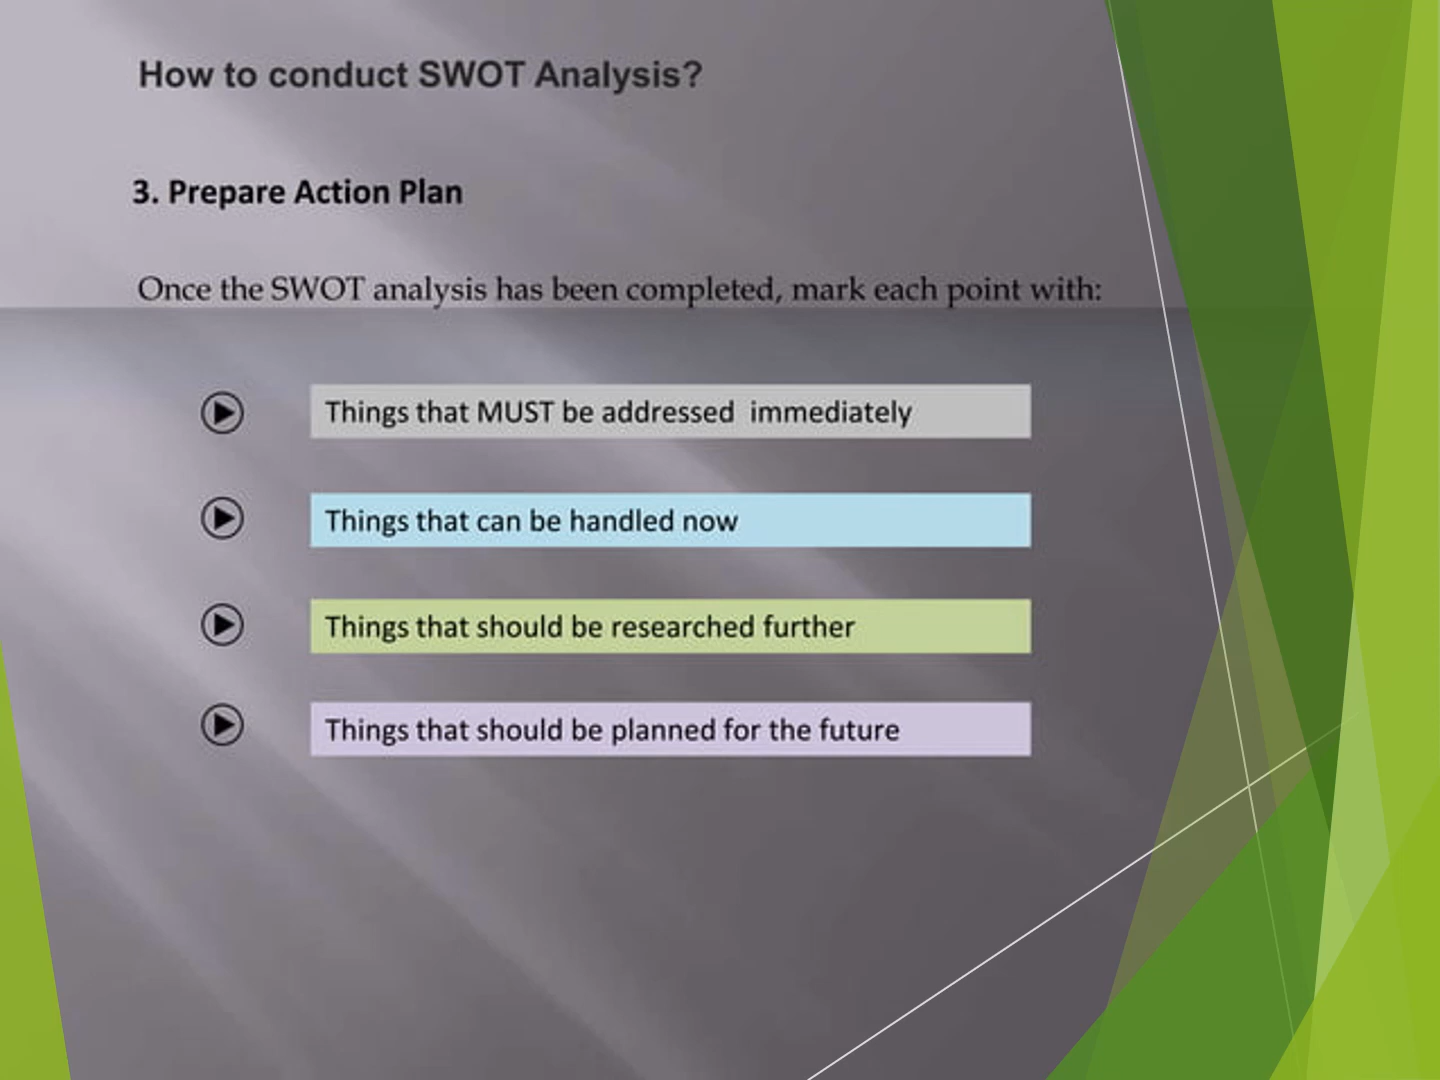 How to conduct SWOT Analysis?
3. Prepare Action Plan
Once the SWOT analysis has been completed, mark each point with:
Things that MUST be addressed immediately
Things that can be handled now
Things that should be researched further
Things that should be planned for the future